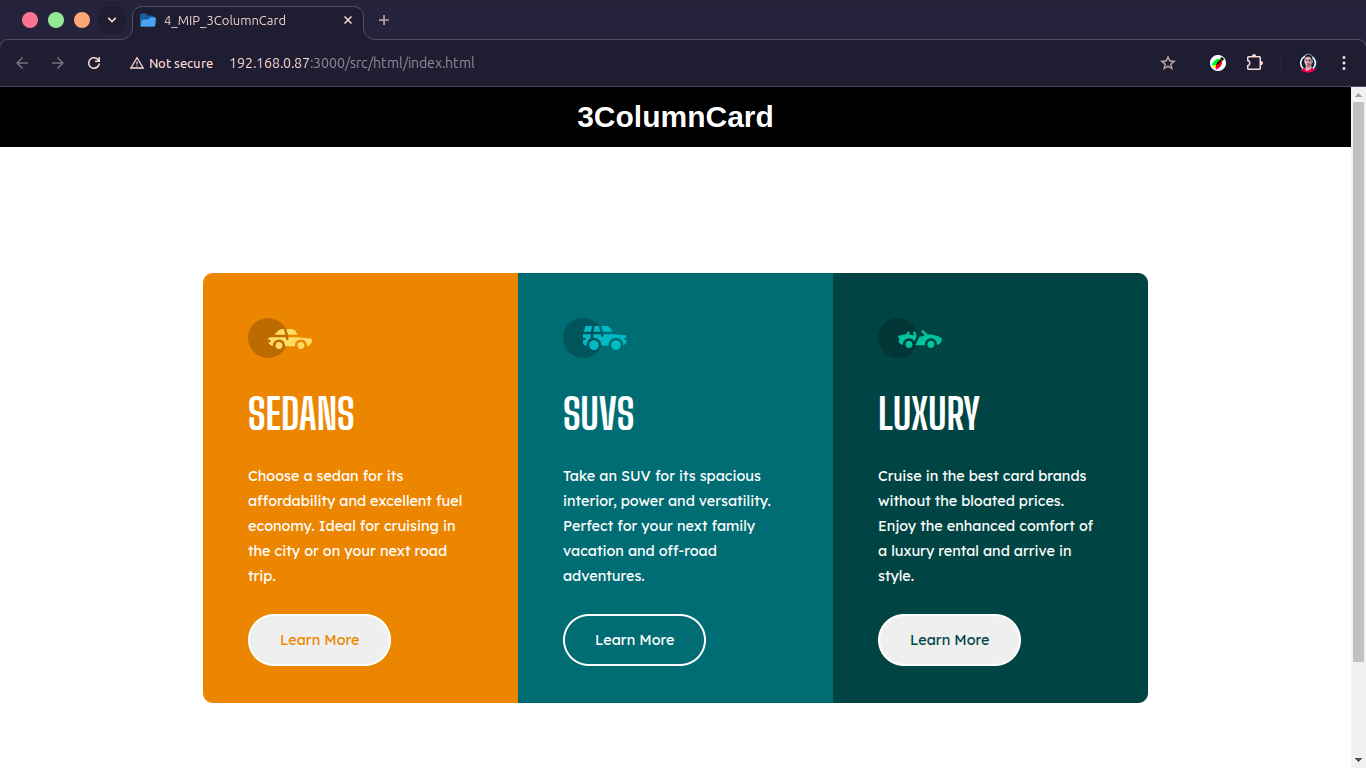 4_MIP_3ColumnCard
Not secure
192.168.0.87:3000/src/html/index.html
3ColumnCard
SEDANS
Choose a sedan for its
affordability and excellent fuel
economy. Ideal for cruising in
the city or on your next road
trip.
Learn More
SUVS
Take an SUV for its spacious
interior, power and versatility.
Perfect for your next family
vacation and off-road
adventures.
Learn More
LUXURY
Cruise in the best card brands
without the bloated prices.
Enjoy the enhanced comfort of
a luxury rental and arrive in
style.
Learn More